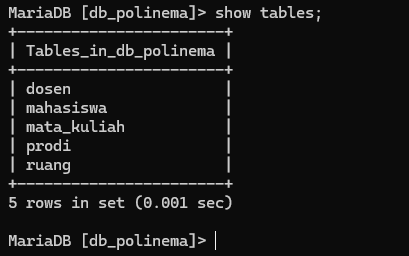 MariaDB [db_polinema]> show tables;
+-----------------------+
| Tables_in_db_polinema |
+-----------------------+
| dosen                 |
| mahasiswa             |
| mata_kuliah           |
| prodi                 |
| ruang                 |
+-----------------------+
5 rows in set (0.001 sec)
MariaDB [db_polinema]>